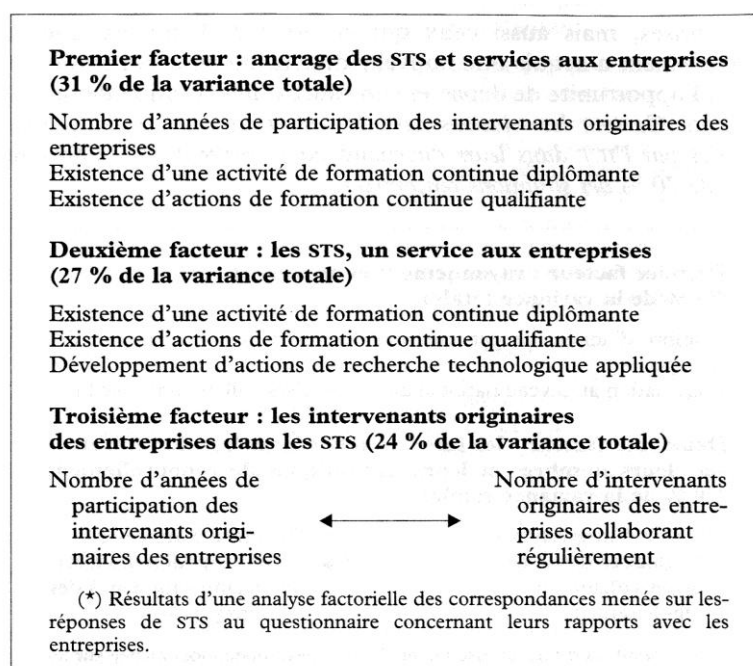 Premier facteur : ancrage des STS et services aux entreprises
(31 % de la variance totale)
Nombre d'années de participation des intervenants originaires des
entreprises
Existence d'une activité de formation continue diplômante
Existence d'actions de formation continue qualifiante
Deuxième facteur : les STS, un service aux entreprises
(27 % de la variance totale)
Existence d'une activité de formation continue diplômante
Existence d'actions de formation continue qualifiante
Développement d'actions de recherche technologique appliquée
Troisième facteur : les intervenants originaires
des entreprises dans les STS (24 % de la variance totale)
Nombre d'années de
participation des
intervenants origi-
naires des entreprises
Nombre d'intervenants
originaires des entre-
prises collaborant
régulièrement
(*) Résultats d'une analyse factorielle des correspondances menée sur les-
réponses de STS au questionnaire concernant leurs rapports avec les
entreprises.